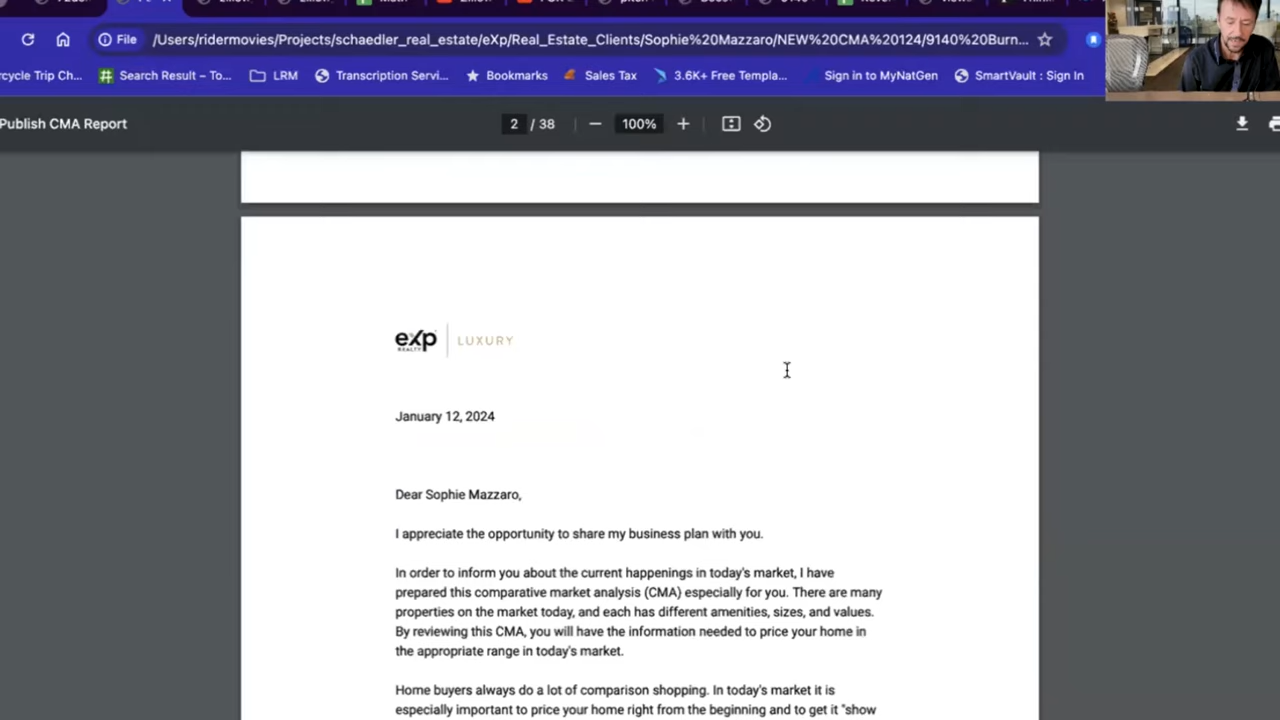 File
/Users/ridermovies/Projects/schaedler_real_estate/eXp/Real_Estate_Clients/Sophie%20Mazzaro/NEW%20CMA%20124/9140%20Burn...
rcycle Trip Ch...
Search Result – To...
LRM
Transcription Servi...
Bookmarks
Sales Tax
3.6K+ Free Templa...
Sign in to MyNatGen
SmartVault : Sign In
Publish CMA Report
2 / 38
100%
eXp REALTY LUXURY
January 12, 2024
Dear Sophie Mazzaro,
I appreciate the opportunity to share my business plan with you.
In order to inform you about the current happenings in today's market, I have
prepared this comparative market analysis (CMA) especially for you. There are many
properties on the market today, and each has different amenities, sizes, and values.
By reviewing this CMA, you will have the information needed to price your home in
the appropriate range in today's market.
Home buyers always do a lot of comparison shopping. In today's market it is
especially important to price your home right from the beginning and to get it "show